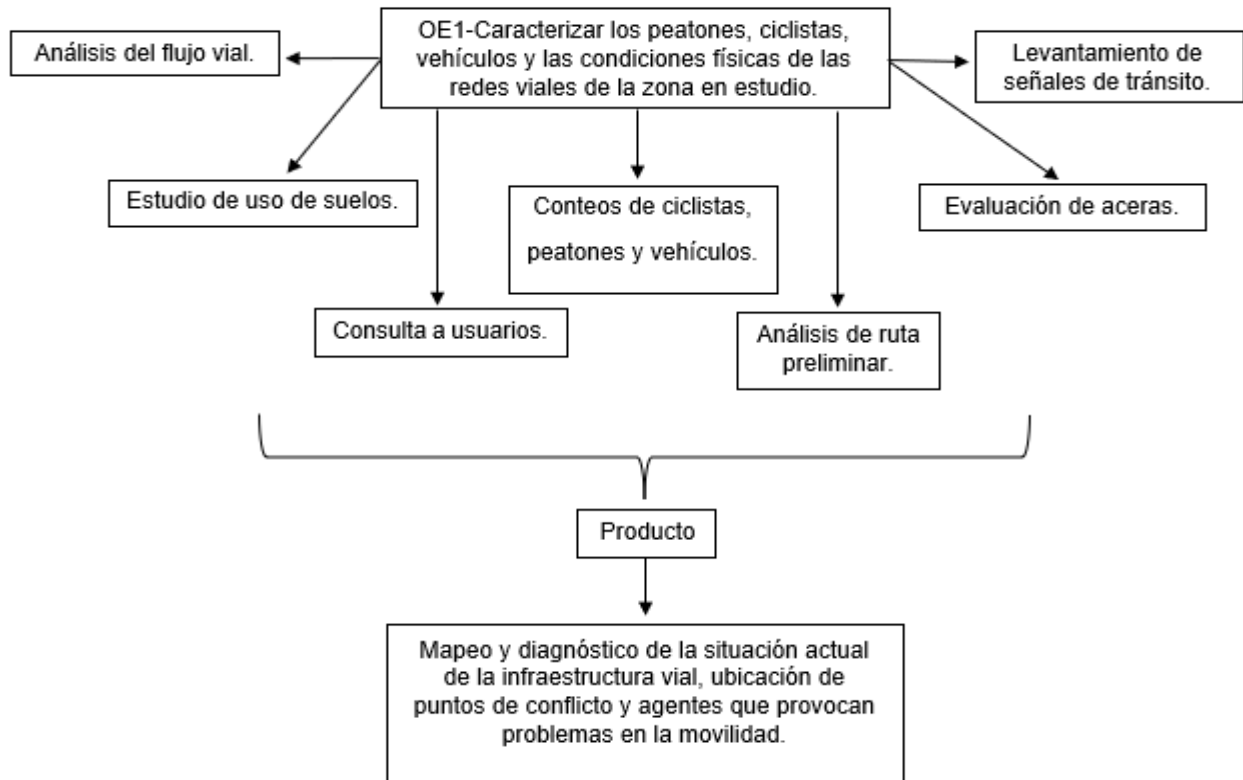 OE1-Caracterizar los peatones, ciclistas,
vehículos y las condiciones físicas de las
redes viales de la zona en estudio.
Análisis del flujo vial.
Levantamiento de
señales de tránsito.
Estudio de uso de suelos.
Conteos de ciclistas,
peatones y vehículos.
Evaluación de aceras.
Consulta a usuarios.
Análisis de ruta
preliminar.
Producto
Mapeo y diagnóstico de la situación actual
de la infraestructura vial, ubicación de
puntos de conflicto y agentes que provocan
problemas en la movilidad.